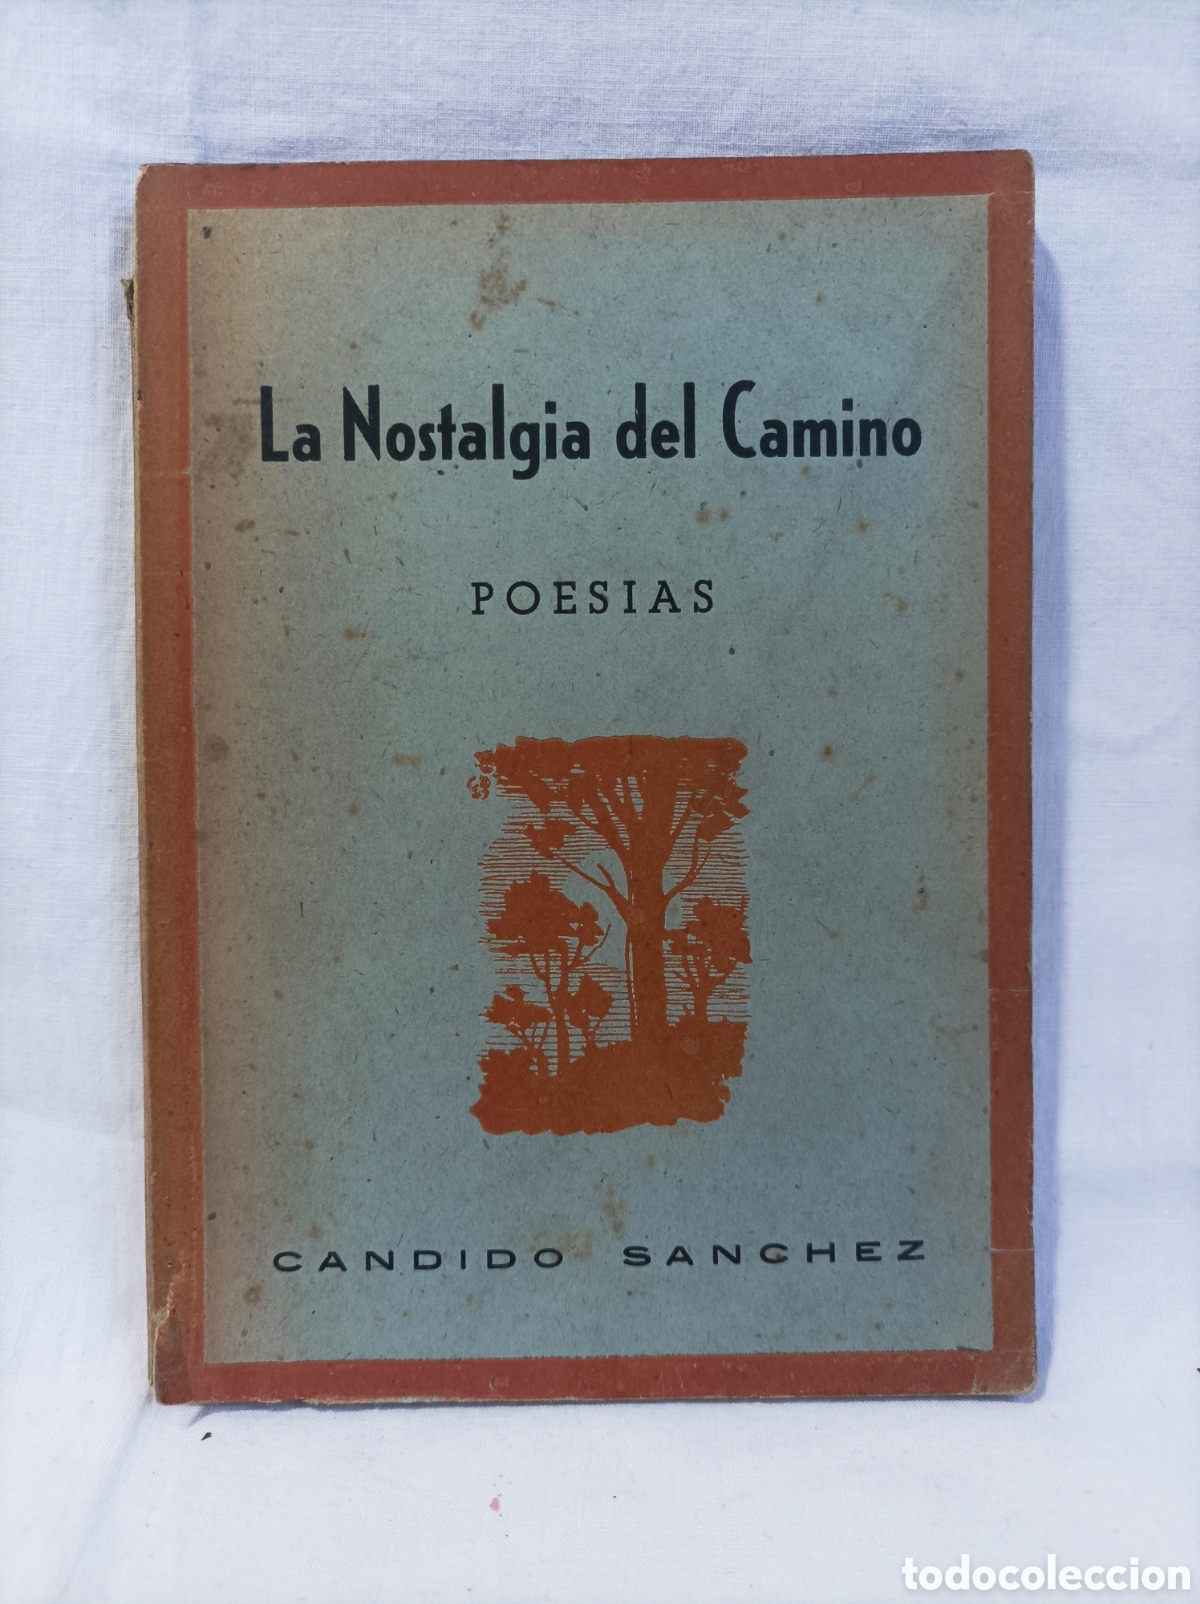 La Nostalgia del Camino
POESIAS
CANDIDO SANCHEZ
todocoleccion